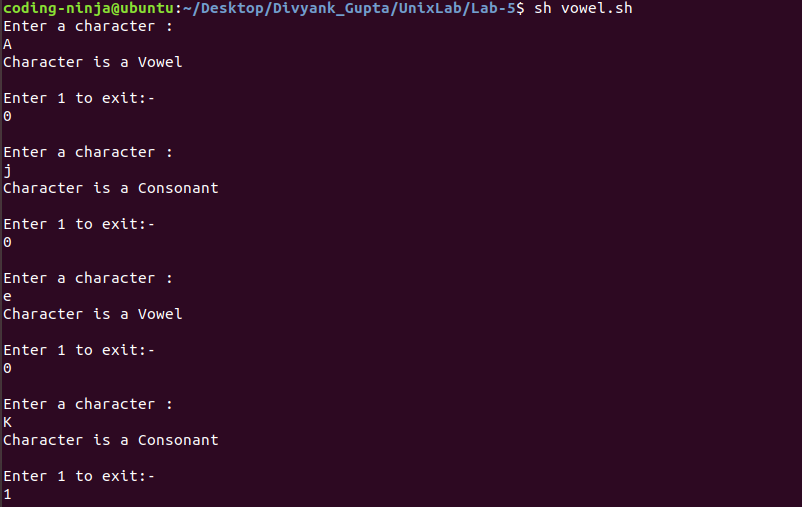 coding-ninja@ubuntu:~/Desktop/Divyank_Gupta/UnixLab/Lab-5$ sh vowel.sh
Enter a character :
A
Character is a Vowel
Enter 1 to exit:-
0
Enter a character :
j
Character is a Consonant
Enter 1 to exit:-
0
Enter a character :
e
Character is a Vowel
Enter 1 to exit:-
0
Enter a character :
K
Character is a Consonant
Enter 1 to exit:-
1